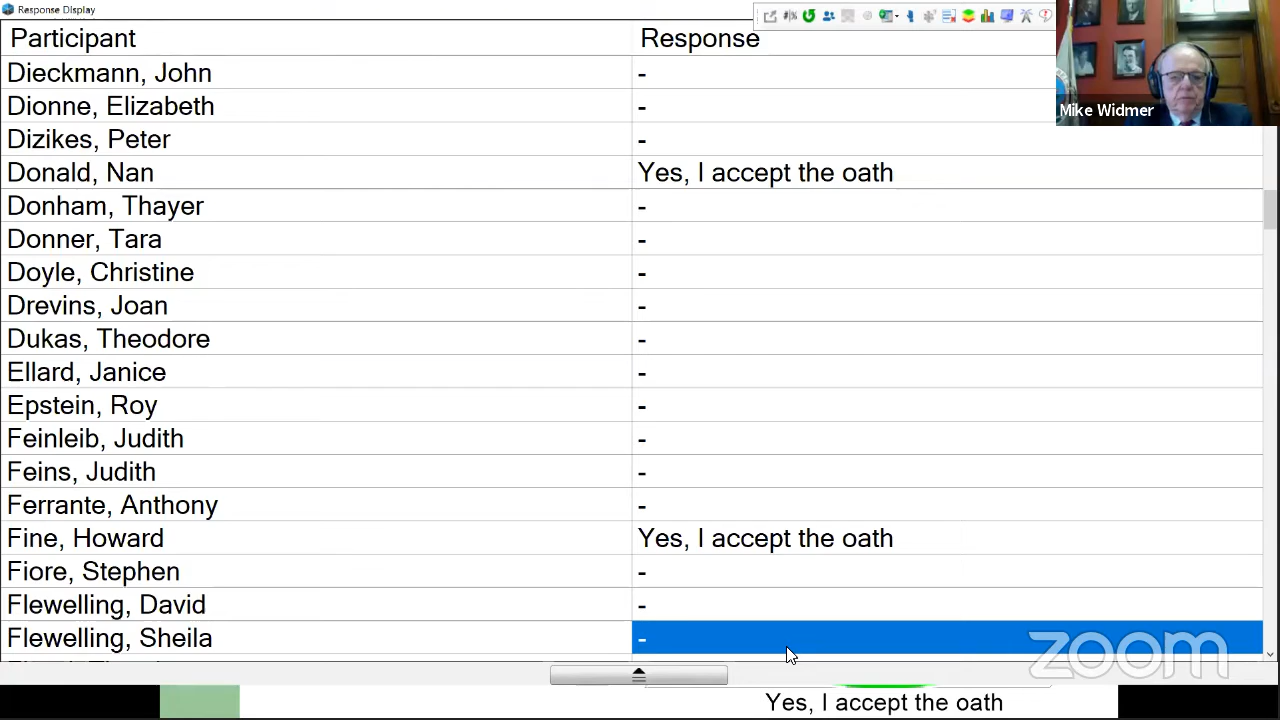 Response Display
Participant Response
Dieckmann, John -
Dionne, Elizabeth -
Dizikes, Peter -
Donald, Nan Yes, I accept the oath
Donham, Thayer -
Donner, Tara -
Doyle, Christine -
Drevins, Joan -
Dukas, Theodore -
Ellard, Janice -
Epstein, Roy -
Feinleib, Judith -
Feins, Judith -
Ferrante, Anthony -
Fine, Howard Yes, I accept the oath
Fiore, Stephen -
Flewelling, David -
Flewelling, Sheila -
Mike Widmer
zoom
Yes, I accept the oath